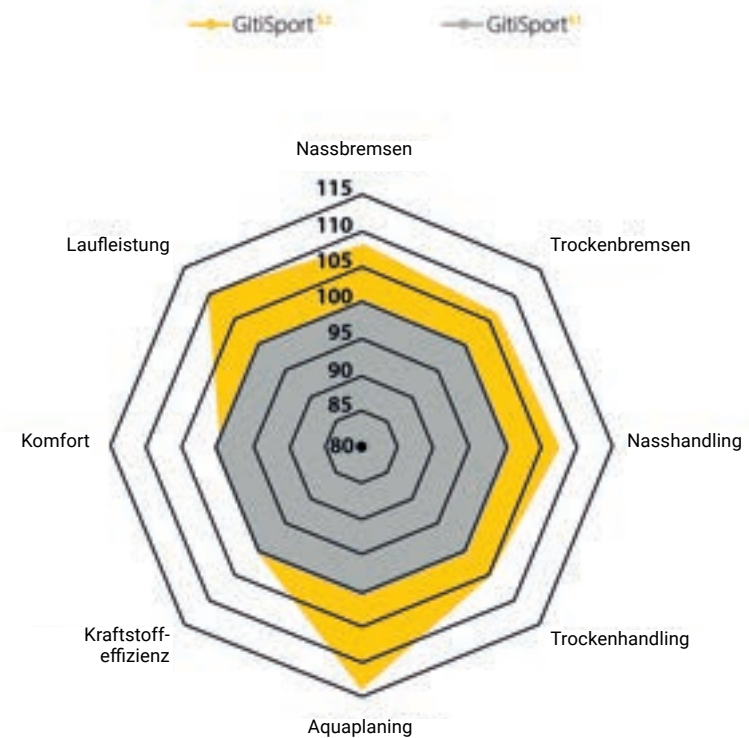 GitiSport S2 GitiSport
Nassbremsen
115
Laufleistung 110 Trockenbremsen
105
100
95
90
85
Komfort 80 Nasshandling
Kraftstoff-
effizienz
Trockenhandling
Aquaplaning